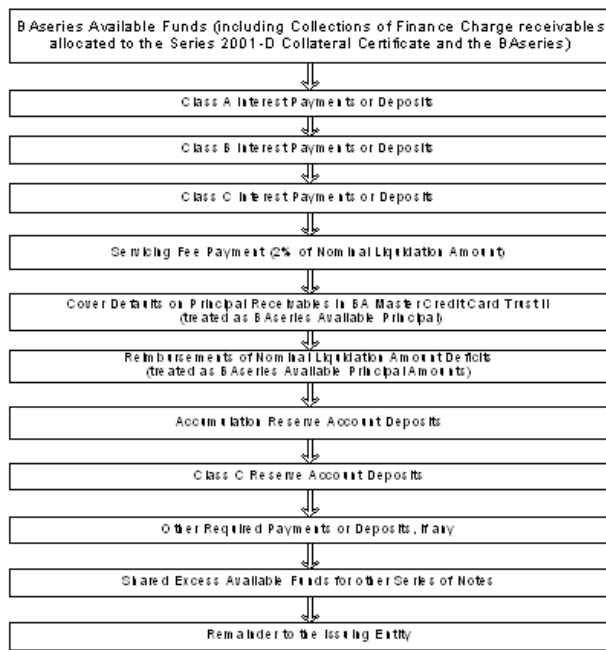 BAseries Available Funds (including Collections of Finance Charge receivables
allocated to the Series 2001-D Collateral Certificate and the BAseries)
Class A Interest Payments or Deposits
Class B Interest Payments or Deposits
Class C Interest Payments or Deposits
Servicing Fee Payment (2% of Nominal Liquidation Amount)
Cover Defaults on Principal Receivables in BA Master Credit Card Trust II
(treated as BAseries Available Principal)
Reimbursements of Nominal Liquidation Amount Deficits
(treated as BAseries Available Principal Amounts)
Accumulation Reserve Account Deposits
Class C Reserve Account Deposits
Other Required Payments or Deposits, if any
Shared Excess Available Funds for other Series of Notes
Remainder to the Issuing Entity